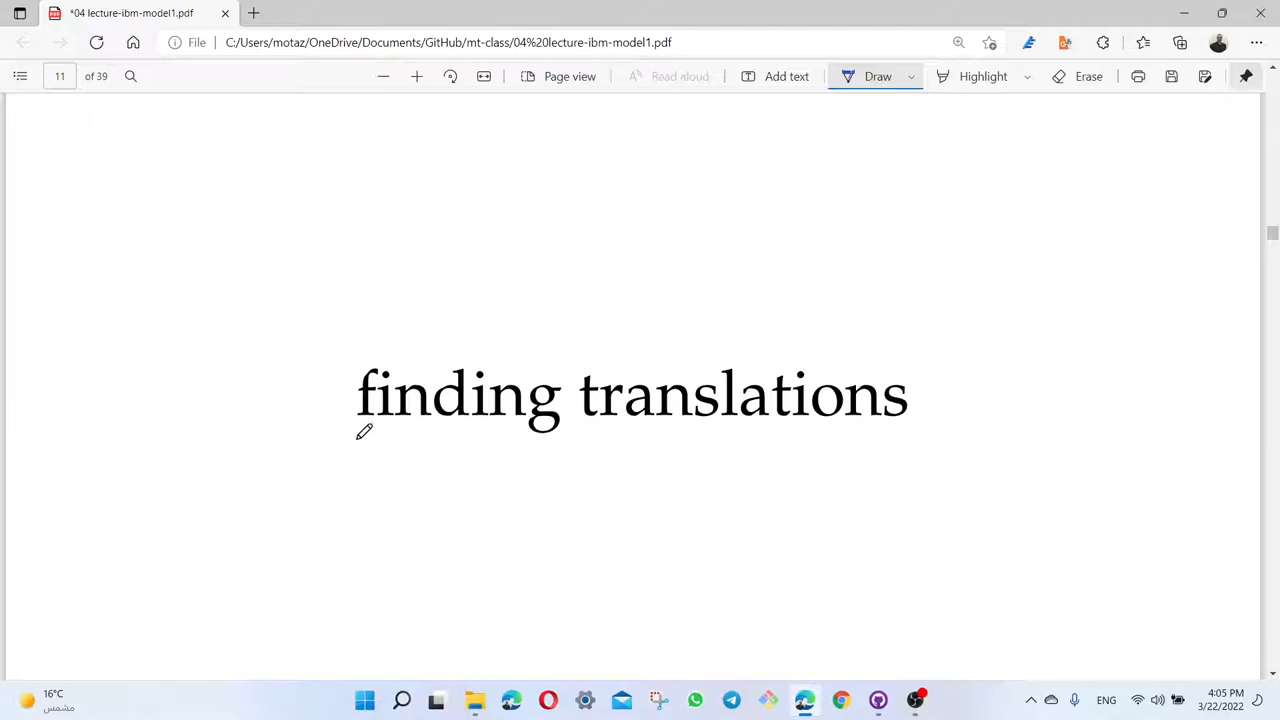 *04 lecture-ibm-model1.pdf
File C:/Users/motaz/OneDrive/Documents/GitHub/mt-class/04%20lecture-ibm-model1.pdf
11 of 39 Page view Read aloud Add text Draw Highlight Erase
finding translations
16°C
مشمس
ENG
4:05 PM
3/22/2022